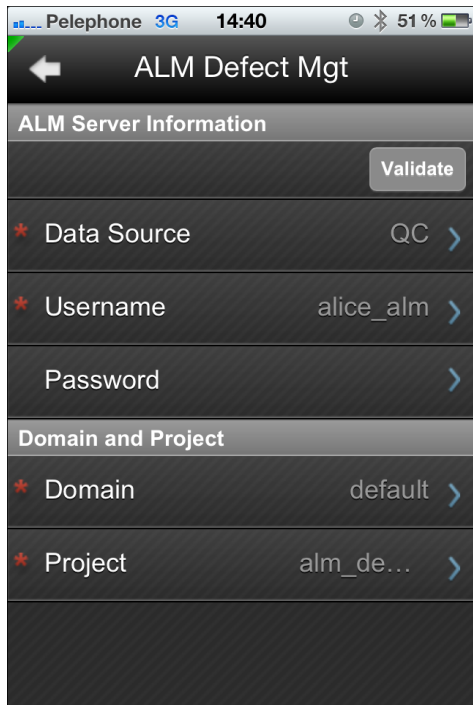 Pelephone 3G 14:40 51%
ALM Defect Mgt
ALM Server Information
Validate
* Data Source QC
* Username alice_alm
Password
Domain and Project
* Domain default
* Project alm_de...